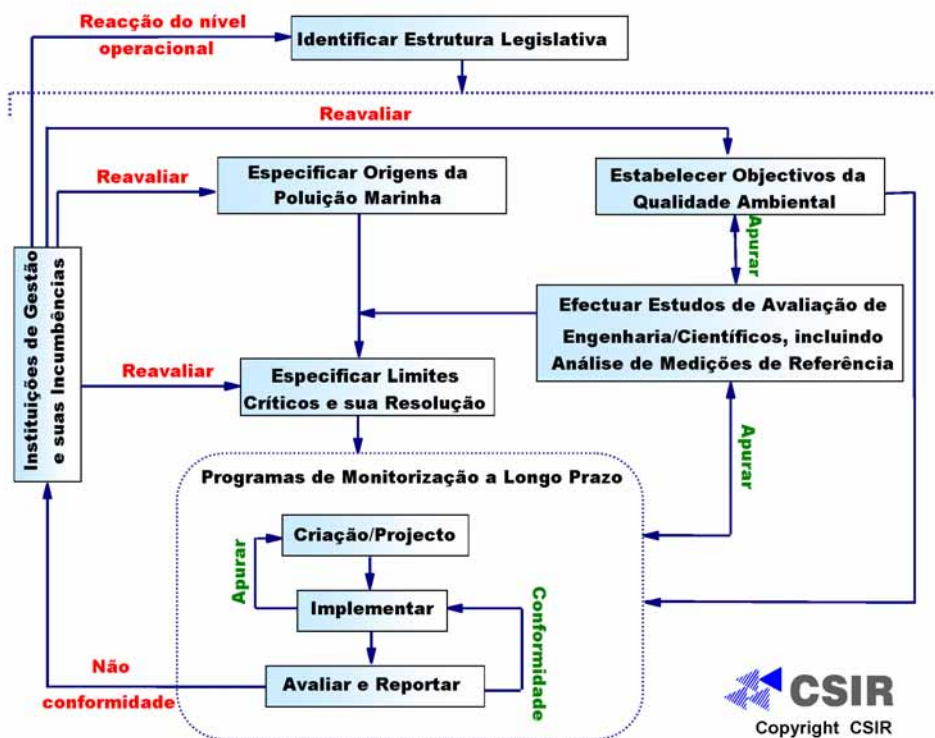 Reacção do nível
operacional
Identificar Estrutura Legislativa
Reavaliar
Reavaliar
Especificar Origens da
Poluição Marinha
Estabelecer Objectivos da
Qualidade Ambiental
Apurar
Instituições de Gestão
e suas Incumbências
Efectuar Estudos de Avaliação de
Engenharia/Científicos, incluindo
Análise de Medições de Referência
Reavaliar
Especificar Limites
Críticos e sua Resolução
Apurar
Programas de Monitorização a Longo Prazo
Criação/Projecto
Apurar
Implementar
Conformidade
Avaliar e Reportar
Não
conformidade
CSIR
Copyright CSIR